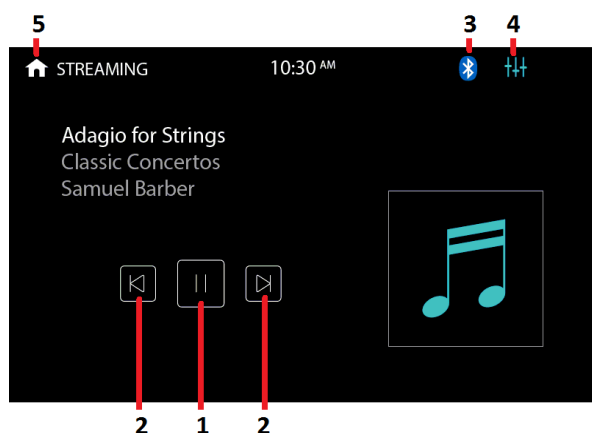 5 3 4
STREAMING 10:30 AM
Adagio for Strings
Classic Concertos
Samuel Barber
2 1 2